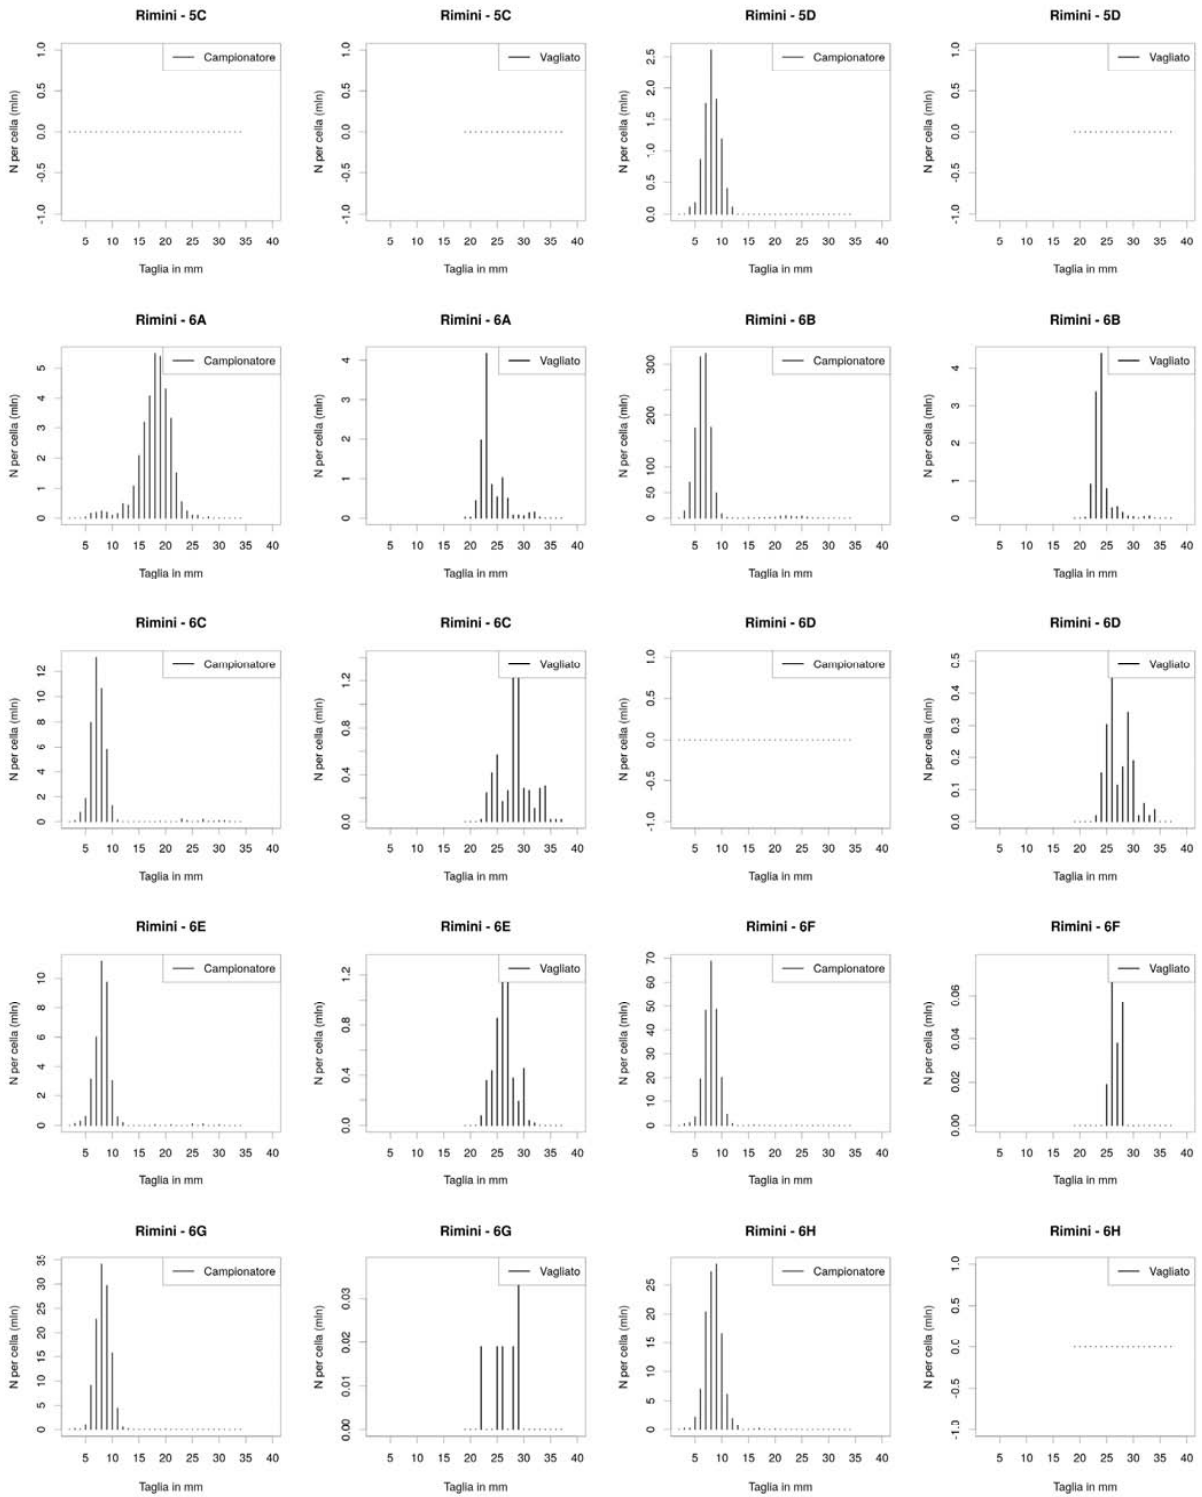 Rimini - 5C
Campionatore
N per cella (mln)
1.0
0.5
0.0
-0.5
-1.0
5 10 15 20 25 30 35 40
Taglia in mm
Rimini - 5C
Vagliato
N per cella (mln)
1.0
0.5
0.0
-0.5
-1.0
5 10 15 20 25 30 35 40
Taglia in mm
Rimini - 5D
Campionatore
N per cella (mln)
2.5
2.0
1.5
1.0
0.5
0.0
5 10 15 20 25 30 35 40
Taglia in mm
Rimini - 5D
Vagliato
N per cella (mln)
1.0
0.5
0.0
-0.5
-1.0
5 10 15 20 25 30 35 40
Taglia in mm
Rimini - 6A
Campionatore
N per cella (mln)
5
4
3
2
1
0
5 10 15 20 25 30 35 40
Taglia in mm
Rimini - 6A
Vagliato
N per cella (mln)
4
3
2
1
0
5 10 15 20 25 30 35 40
Taglia in mm
Rimini - 6B
Campionatore
N per cella (mln)
300
200
100
50
0
5 10 15 20 25 30 35 40
Taglia in mm
Rimini - 6B
Vagliato
N per cella (mln)
4
3
2
1
0
5 10 15 20 25 30 35 40
Taglia in mm
Rimini - 6C
Campionatore
N per cella (mln)
12
10
8
6
4
2
0
5 10 15 20 25 30 35 40
Taglia in mm
Rimini - 6C
Vagliato
N per cella (mln)
1.2
0.8
0.4
0.0
5 10 15 20 25 30 35 40
Taglia in mm
Rimini - 6D
Campionatore
N per cella (mln)
1.0
0.5
0.0
-0.5
-1.0
5 10 15 20 25 30 35 40
Taglia in mm
Rimini - 6D
Vagliato
N per cella (mln)
0.5
0.4
0.3
0.2
0.1
0.0
5 10 15 20 25 30 35 40
Taglia in mm
Rimini - 6E
Campionatore
N per cella (mln)
10
8
6
4
2
0
5 10 15 20 25 30 35 40
Taglia in mm
Rimini - 6E
Vagliato
N per cella (mln)
1.2
0.8
0.4
0.0
5 10 15 20 25 30 35 40
Taglia in mm
Rimini - 6F
Campionatore
N per cella (mln)
70
60
50
40
30
20
10
0
5 10 15 20 25 30 35 40
Taglia in mm
Rimini - 6F
Vagliato
N per cella (mln)
0.06
0.04
0.02
0.00
5 10 15 20 25 30 35 40
Taglia in mm
Rimini - 6G
Campionatore
N per cella (mln)
35
30
25
20
15
10
5
0
5 10 15 20 25 30 35 40
Taglia in mm
Rimini - 6G
Vagliato
N per cella (mln)
0.03
0.02
0.01
0.00
5 10 15 20 25 30 35 40
Taglia in mm
Rimini - 6H
Campionatore
N per cella (mln)
25
20
15
10
5
0
5 10 15 20 25 30 35 40
Taglia in mm
Rimini - 6H
Vagliato
N per cella (mln)
1.0
0.5
0.0
-0.5
-1.0
5 10 15 20 25 30 35 40
Taglia in mm